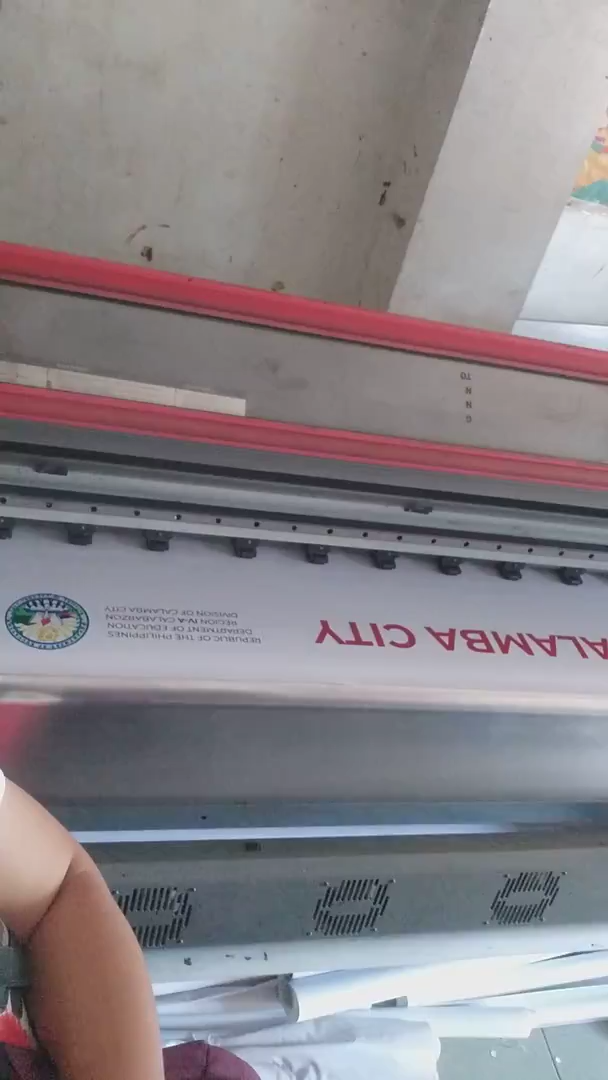 REPUBLIC OF THE PHILIPPINES
DEPARTMENT OF EDUCATION
REGION IV-A CALABARZON
DIVISION OF CALAMBA CITY
ALAMBA CITY